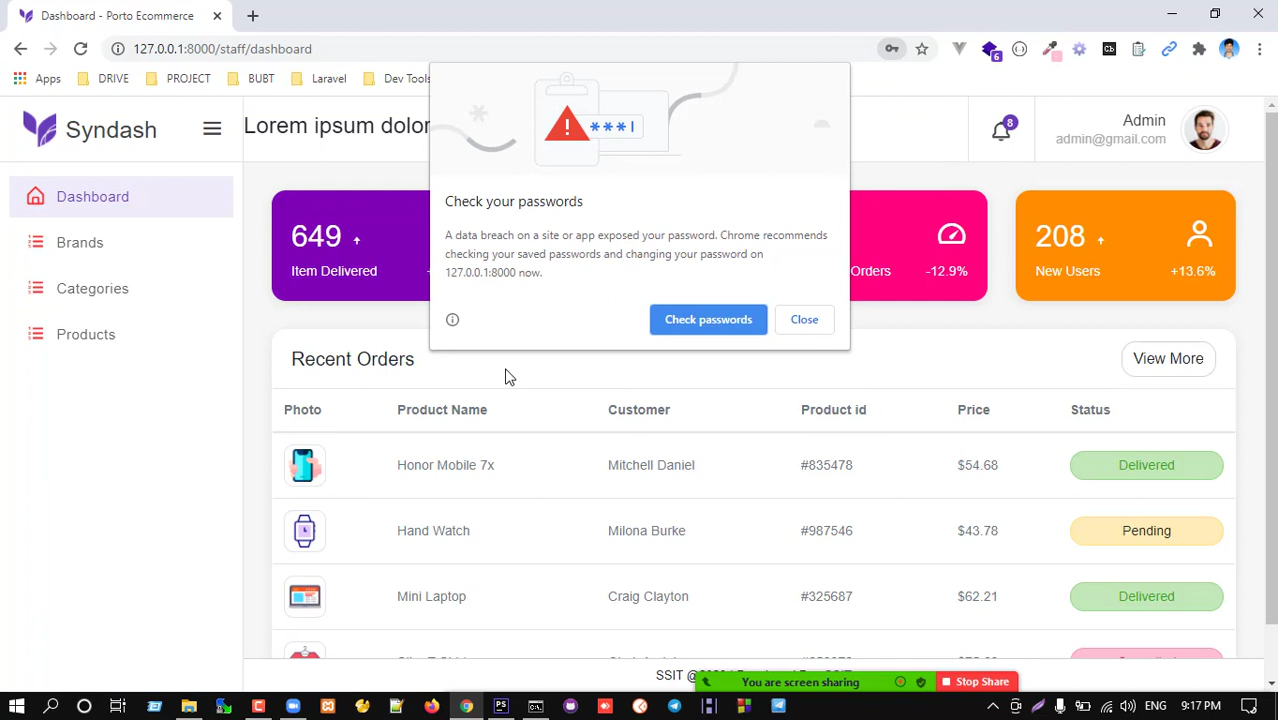 Dashboard - Porto Ecommerce
127.0.0.1:8000/staff/dashboard
6
Cb
Apps
DRIVE
PROJECT
BUBT
Laravel
Dev Tools
Syndash
Lorem ipsum dolor
8
Admin
admin@gmail.com
Dashboard
Brands
Categories
Products
***
Check your passwords
A data breach on a site or app exposed your password. Chrome recommends
checking your saved passwords and changing your password on
127.0.0.1:8000 now.
Check passwords
Close
649
Item Delivered
Orders
-12.9%
208
New Users
+13.6%
Recent Orders
View More
Photo
Product Name
Customer
Product id
Price
Status
Honor Mobile 7x
Mitchell Daniel
#835478
$54.68
Delivered
Hand Watch
Milona Burke
#987546
$43.78
Pending
Mini Laptop
Craig Clayton
#325687
$62.21
Delivered
SSIT @
You are screen sharing
Stop Share
PS
9:17 PM